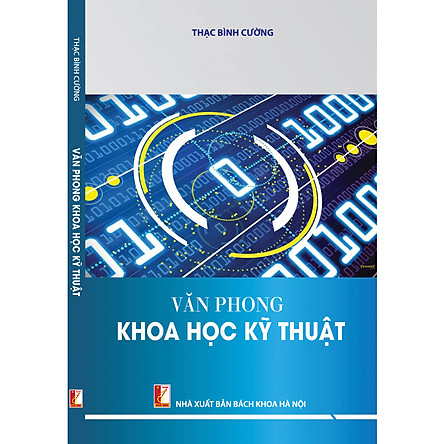 THẠC BÌNH CƯỜNG
VĂN PHONG KHOA HỌC KỸ THUẬT
THẠC BÌNH CƯỜNG
VĂN PHONG
KHOA HỌC KỸ THUẬT
NHÀ XUẤT BẢN BÁCH KHOA HÀ NỘI